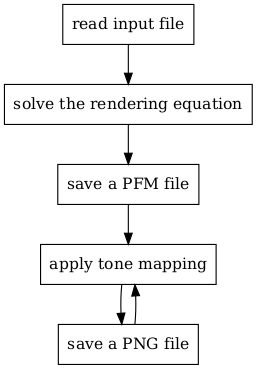 read input file
solve the rendering equation
save a PFM file
apply tone mapping
save a PNG file